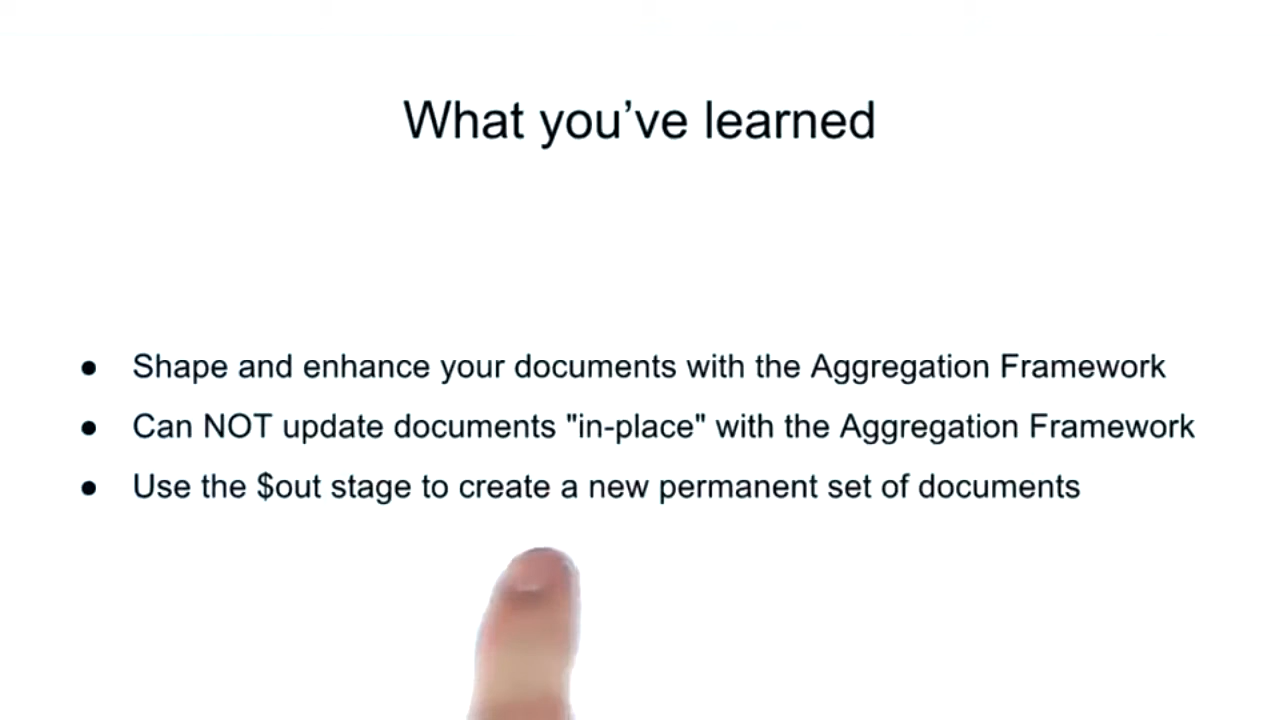 What you’ve learned
● Shape and enhance your documents with the Aggregation Framework
● Can NOT update documents "in-place" with the Aggregation Framework
● Use the $out stage to create a new permanent set of documents